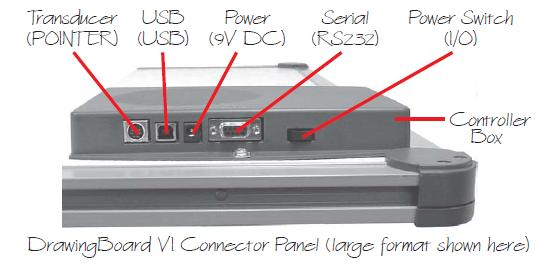 Transducer USB Power Serial Power Switch
(POINTER) (USB) (9V DC) (RS232) (I/O)
Controller
Box
DrawingBoard VI Connector Panel (large format shown here)